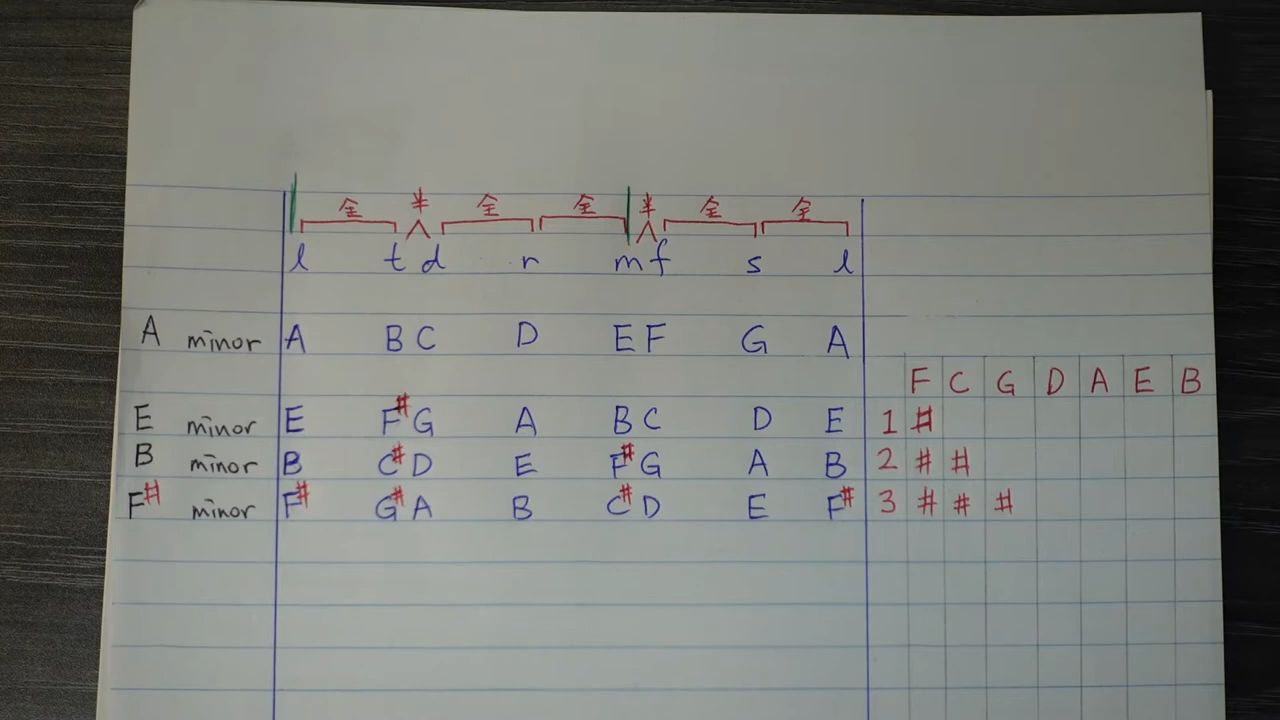 全 半 全 全 半 全 全
l t d r m f s l
A minor A B C D E F G A
F C G D A E B
E minor E F# G A B C D E 1 #
B minor B C# D E F# G A B 2 # #
F# minor F# G# A B C# D E F# 3 # # #